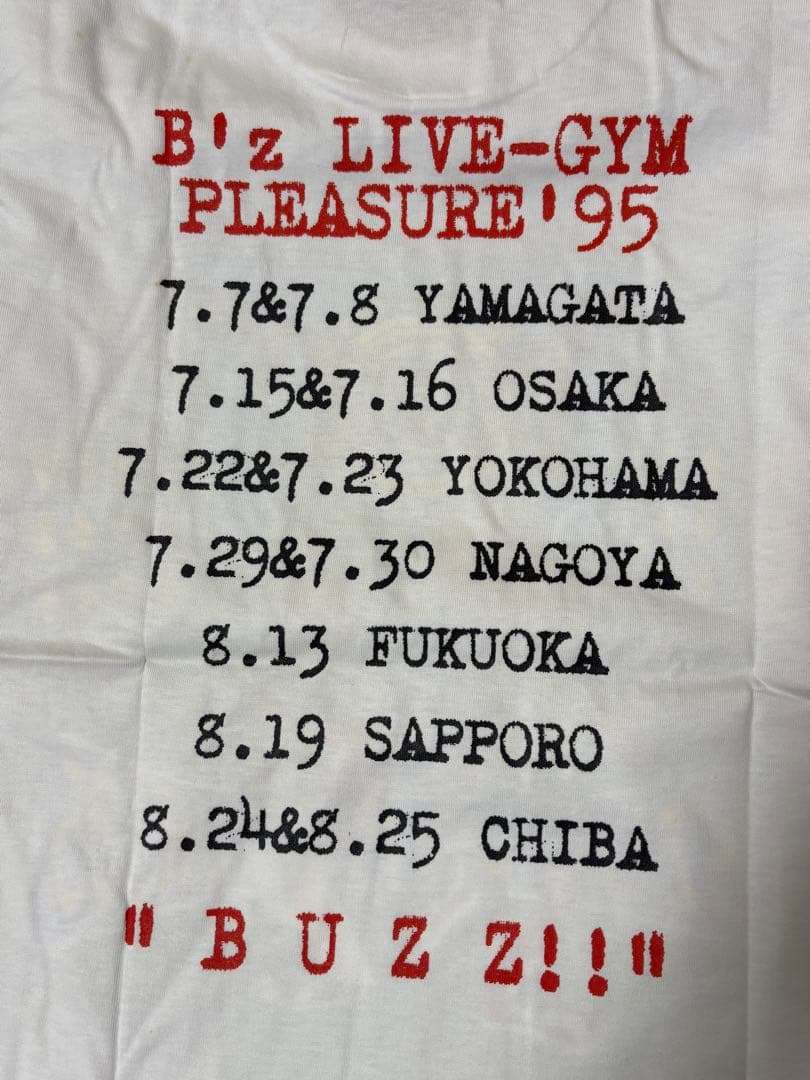 B'z LIVE-GYM
PLEASURE'95
7.7&7.8 YAMAGATA
7.15&7.16 OSAKA
7.22&7.23 YOKOHAMA
7.29&7.30 NAGOYA
8.13 FUKUOKA
8.19 SAPPORO
8.24&8.25 CHIBA
" B U Z Z!!"